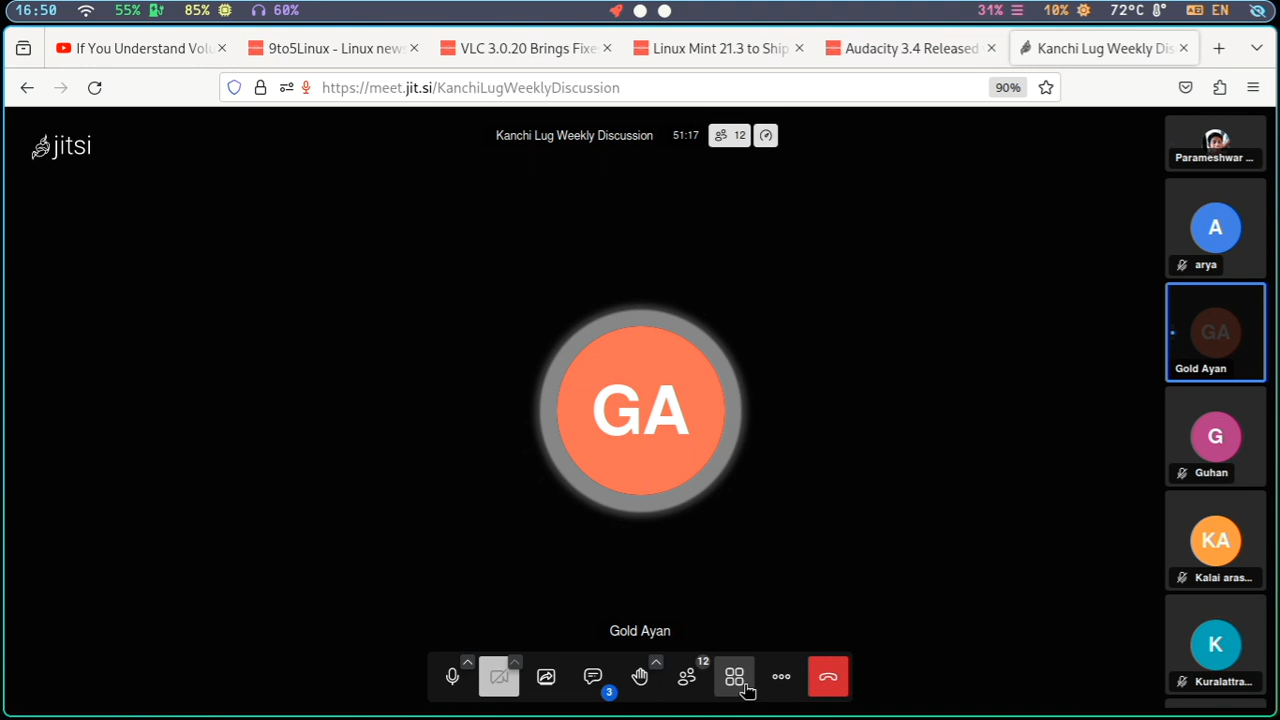 16:50 55% 85% 60% 31% 10% 72°C EN
If You Understand Volu 9to5Linux - Linux news VLC 3.0.20 Brings Fixe Linux Mint 21.3 to Ship Audacity 3.4 Released Kanchi Lug Weekly Dis
https://meet.jit.si/KanchiLugWeeklyDiscussion 90%
jitsi
Kanchi Lug Weekly Discussion 51:17 12
Parameshwar ...
A
arya
GA
Gold Ayan
G
Guhan
KA
Kalai aras...
K
Kuralattra...
GA
Gold Ayan
3
12